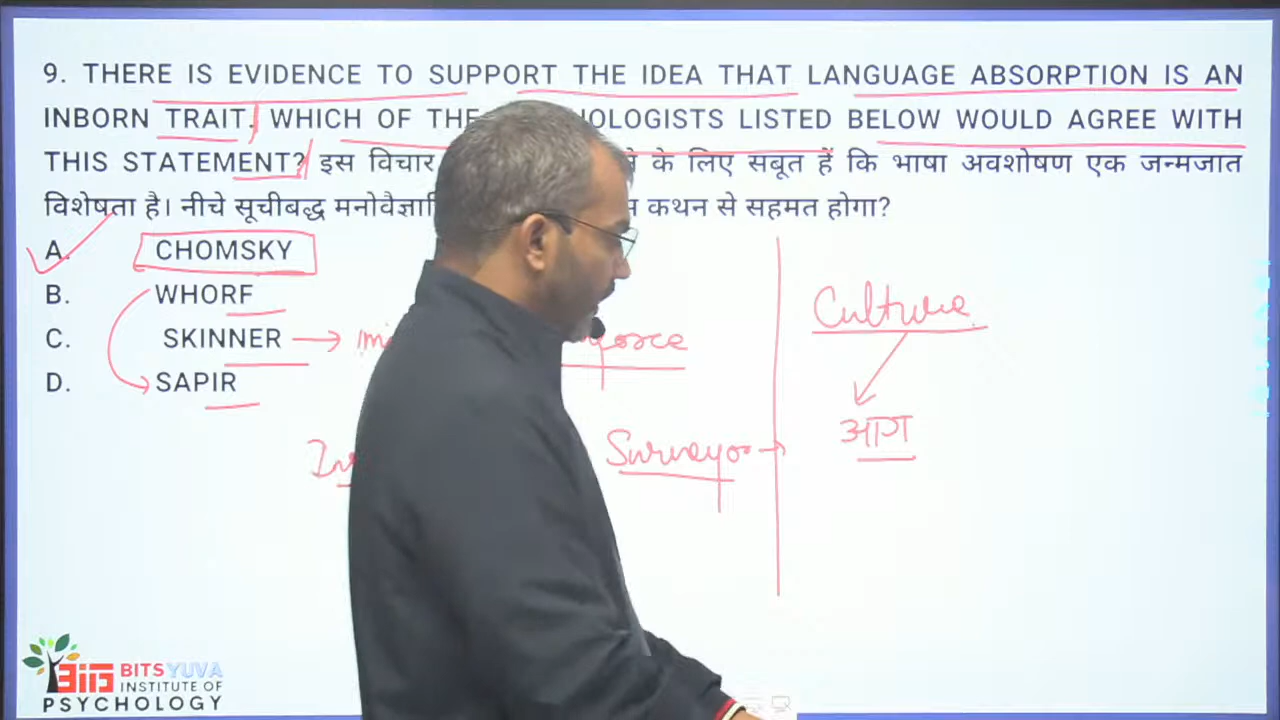 9. THERE IS EVIDENCE TO SUPPORT THE IDEA THAT LANGUAGE ABSORPTION IS AN
INBORN TRAIT. WHICH OF THE OLOGISTS LISTED BELOW WOULD AGREE WITH
THIS STATEMENT? इस विचार के लिए सबूत हैं कि भाषा अवशोषण एक जन्मजात
विशेषता है। नीचे सूचीबद्ध मनोवैज्ञानि कथन से सहमत होगा?
A. CHOMSKY
B. WHORF
C. SKINNER
D. SAPIR
Culture
आग
Surveyor
BITS YUVA
INSTITUTE OF
PSYCHOLOGY